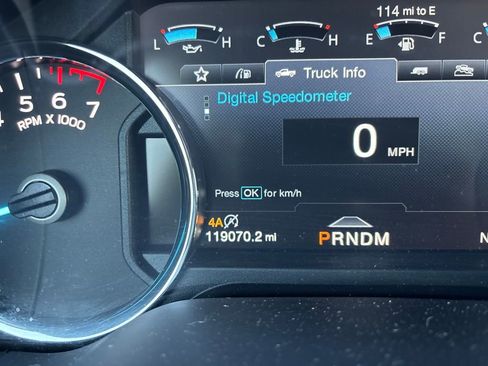 114 mi to E
L H C H E F C
Truck Info
Digital Speedometer
4 5 6 7
RPM X 1000
0 MPH
Press OK for km/h
4A
119070.2 mi
PRNDM
N